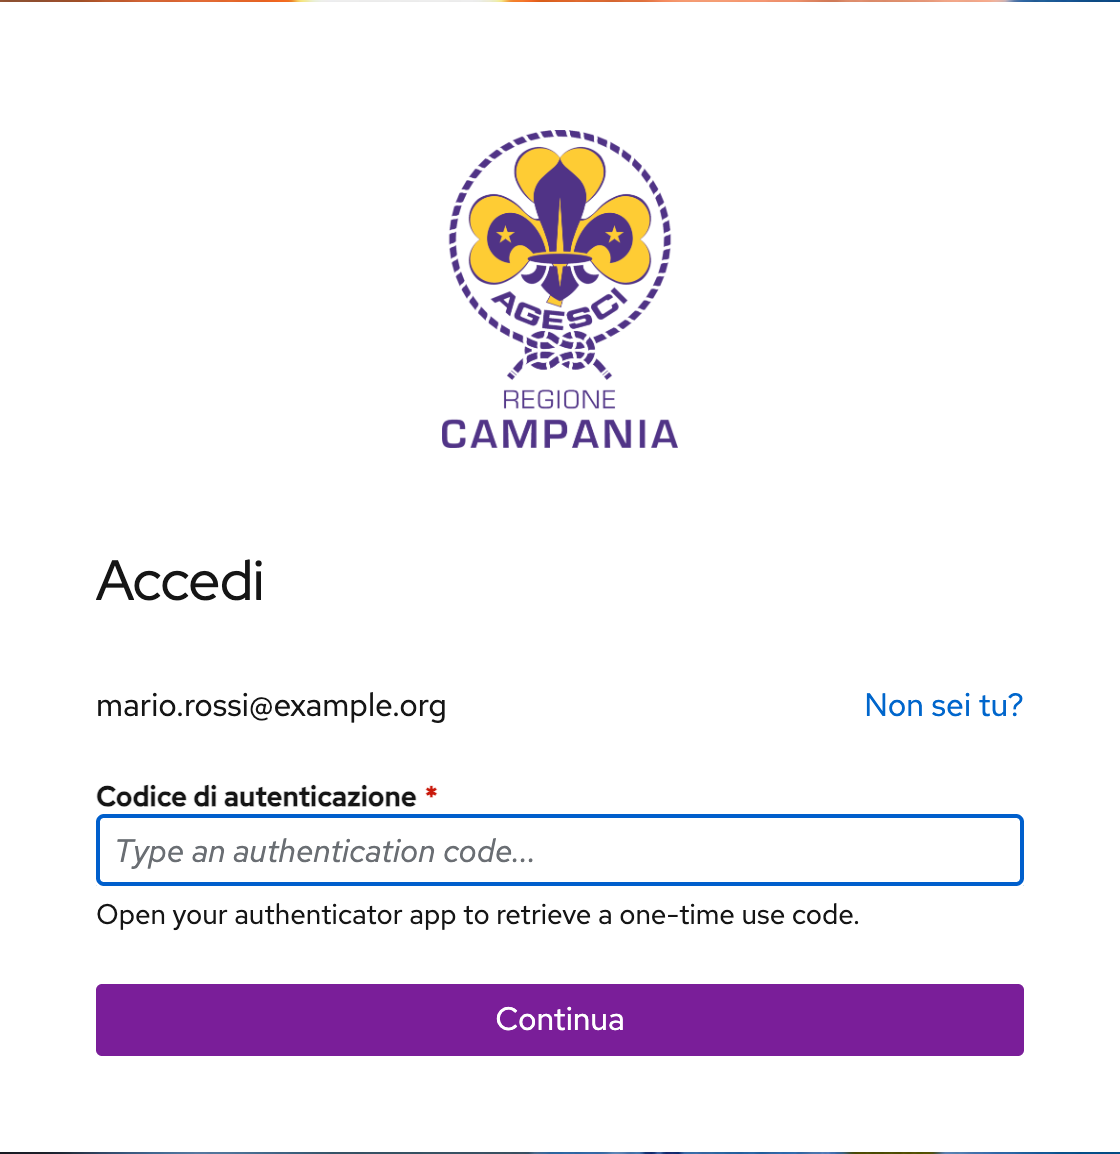 AGESCI
REGIONE
CAMPANIA
Accedi
mario.rossi@example.org Non sei tu?
Codice di autenticazione *
Type an authentication code...
Open your authenticator app to retrieve a one-time use code.
Continua